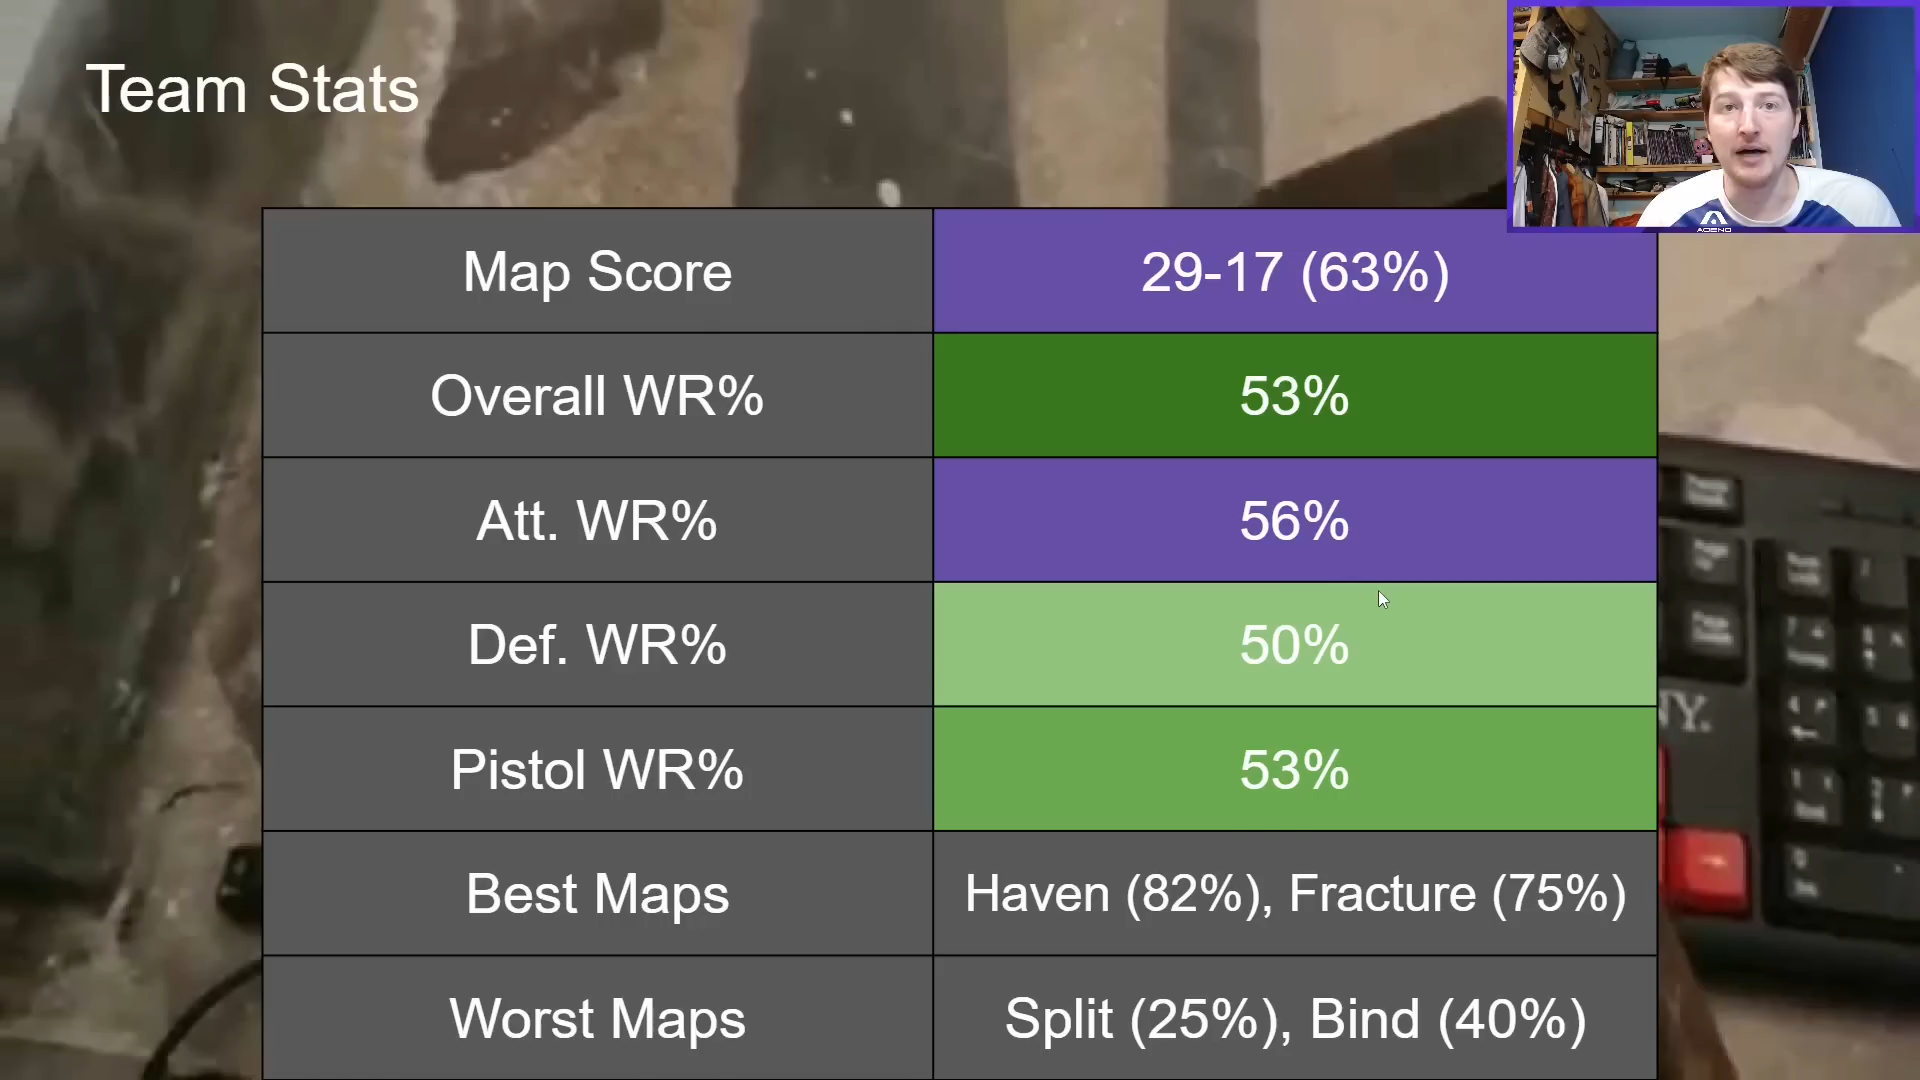 Team Stats
Map Score 29-17 (63%)
Overall WR% 53%
Att. WR% 56%
Def. WR% 50%
Pistol WR% 53%
Best Maps Haven (82%), Fracture (75%)
Worst Maps Split (25%), Bind (40%)